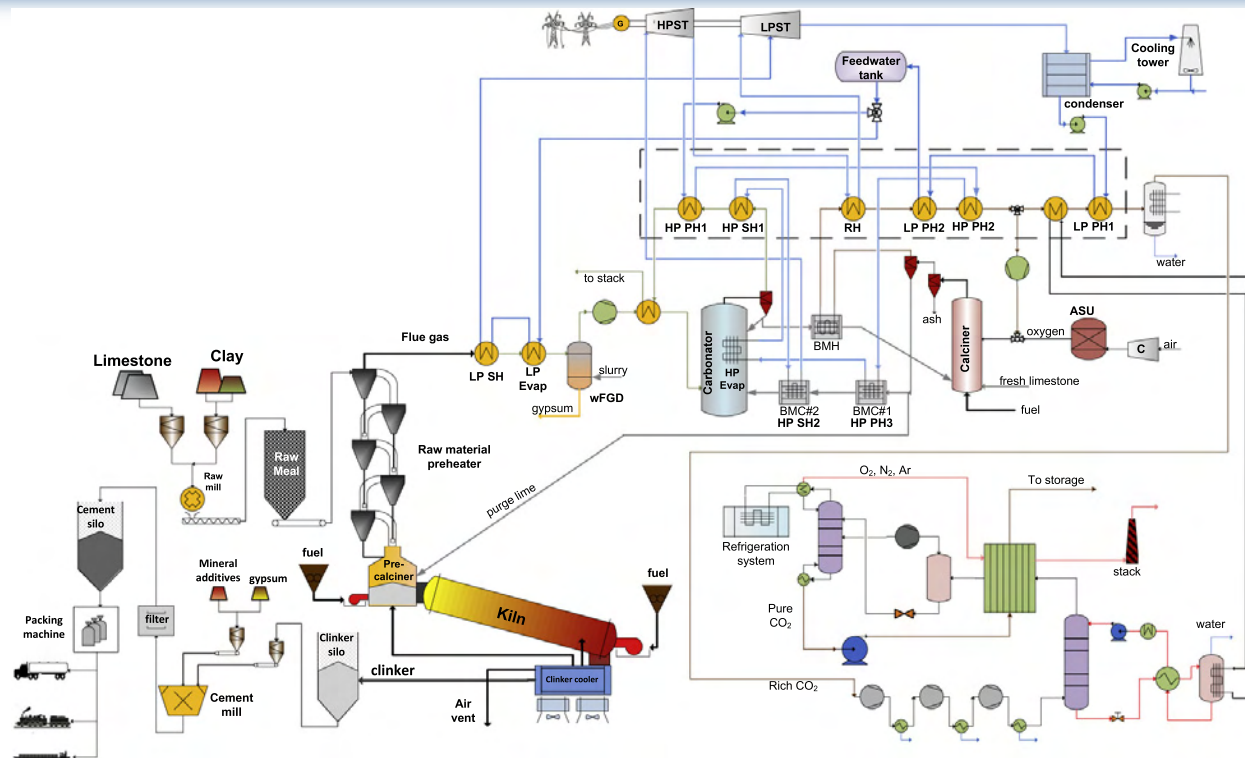 G
HPST
LPST
Cooling
tower
Feedwater
tank
condenser
HP PH1
HP SH1
RH
LP PH2
HP PH2
LP PH1
water
to stack
ash
ASU
oxygen
C
air
Flue gas
Carbonator
HP
Evap
BMH
Calciner
Limestone
Clay
LP SH
LP
Evap
slurry
wFGD
gypsum
fresh limestone
fuel
BMC#2
HP SH2
BMC#1
HP PH3
Raw material
preheater
Raw
Meal
Raw
mill
purge lime
O2, N2, Ar
To storage
Cement
silo
Refrigeration
system
stack
fuel
Pre-
calciner
Mineral
additives
gypsum
fuel
Kiln
Packing
machine
filter
Pure
CO2
water
Clinker
silo
clinker
Clinker cooler
Rich CO2
Cement
mill
Air
vent